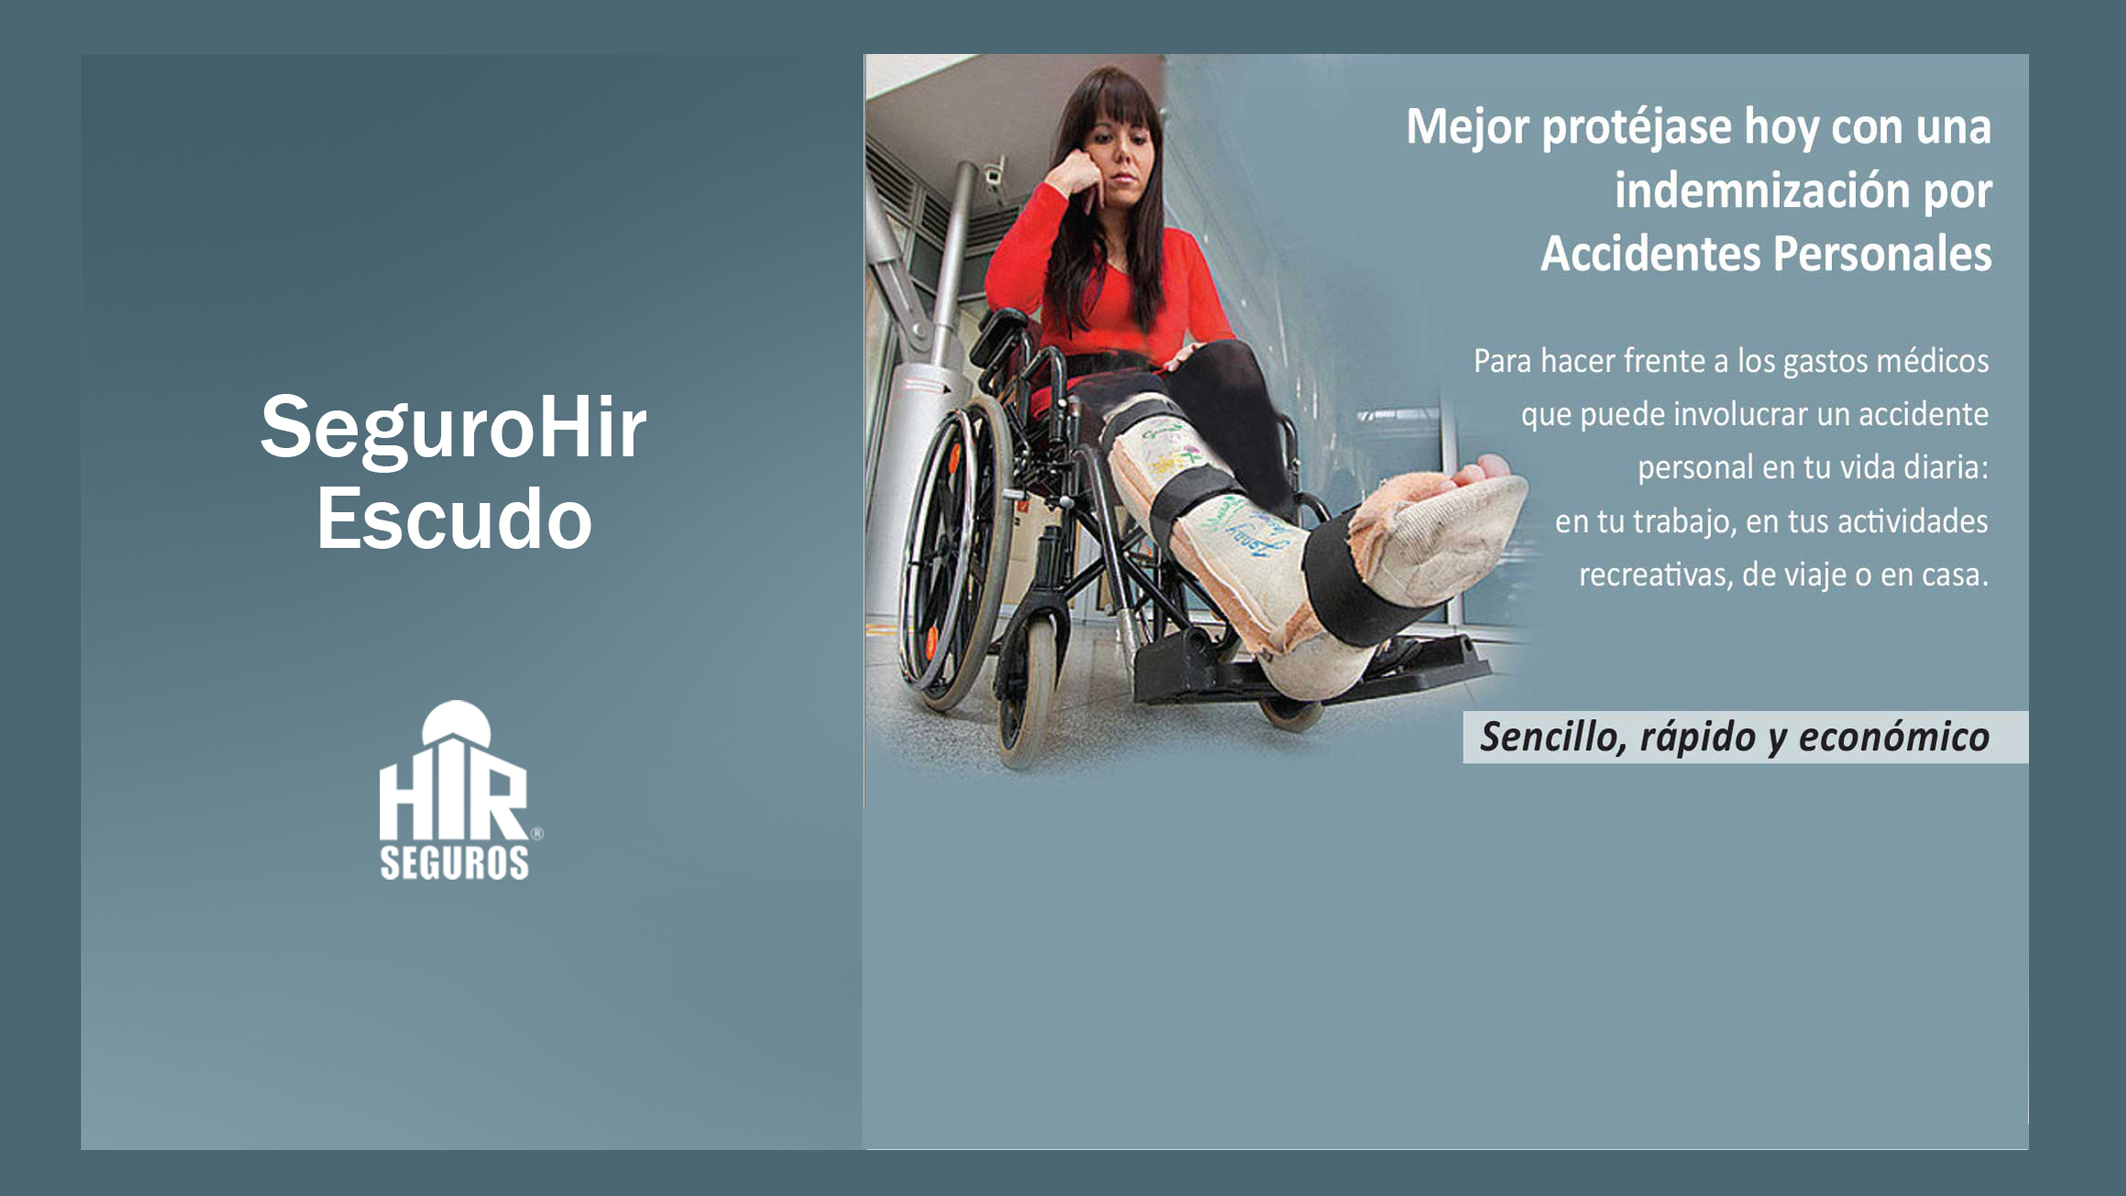 SeguroHir
Escudo
HIR®
SEGUROS
Mejor protéjase hoy con una
indemnización por
Accidentes Personales
Para hacer frente a los gastos médicos
que puede involucrar un accidente
personal en tu vida diaria:
en tu trabajo, en tus actividades
recreativas, de viaje o en casa.
Sencillo, rápido y económico